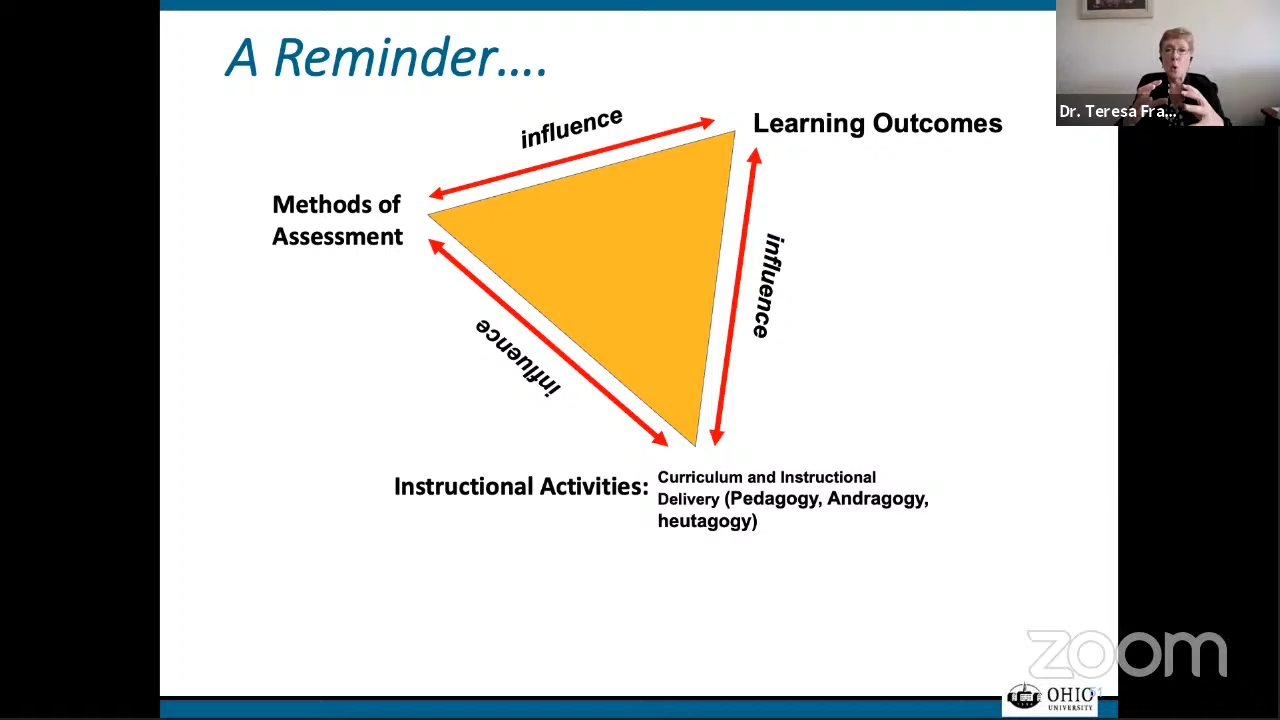 A Reminder....
Dr. Teresa Fra...
influence
Learning Outcomes
Methods of
Assessment
influence
influence
Instructional Activities:
Curriculum and Instructional
Delivery (Pedagogy, Andragogy,
heutagogy)
zoom
OHIO
UNIVERSITY